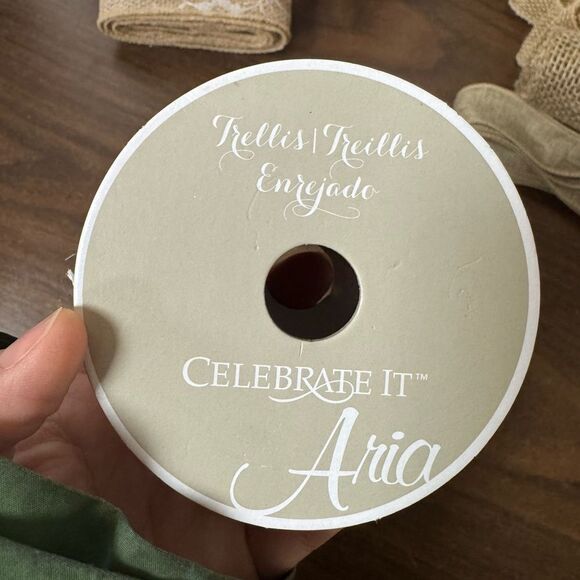 Trellis | Treillis
Enrejado
CELEBRATE IT™
Aria